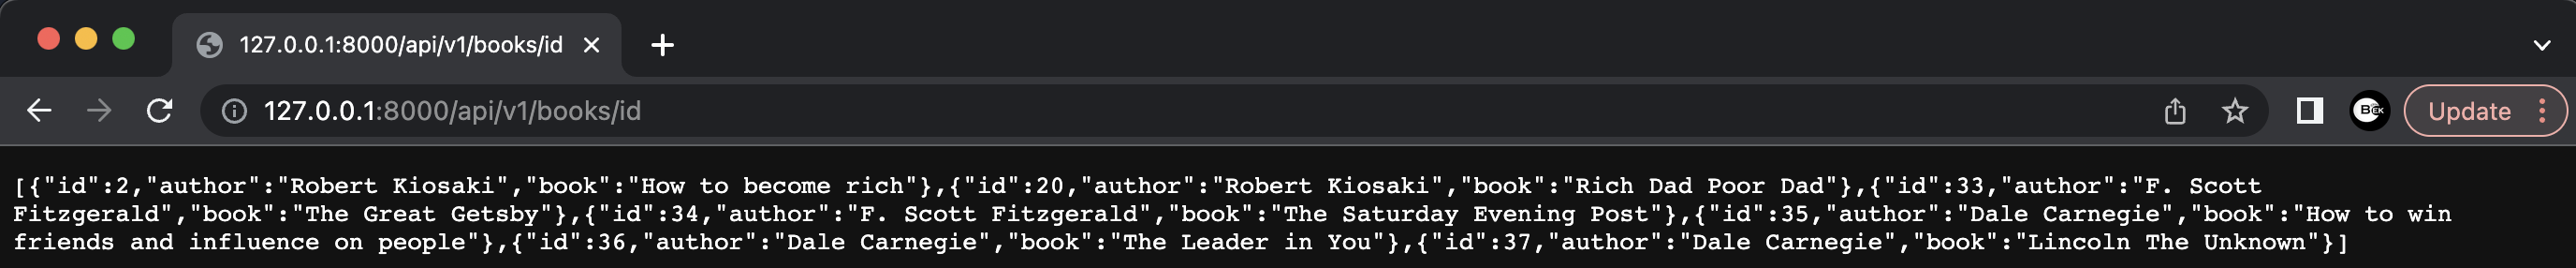 127.0.0.1:8000/api/v1/books/id
127.0.0.1:8000/api/v1/books/id
Update
[{"id":2,"author":"Robert Kiosaki","book":"How to become rich"},{"id":20,"author":"Robert Kiosaki","book":"Rich Dad Poor Dad"},{"id":33,"author":"F. Scott
Fitzgerald","book":"The Great Getsby"},{"id":34,"author":"F. Scott Fitzgerald","book":"The Saturday Evening Post"},{"id":35,"author":"Dale Carnegie","book":"How to win
friends and influence on people"},{"id":36,"author":"Dale Carnegie","book":"The Leader in You"},{"id":37,"author":"Dale Carnegie","book":"Lincoln The Unknown"}]